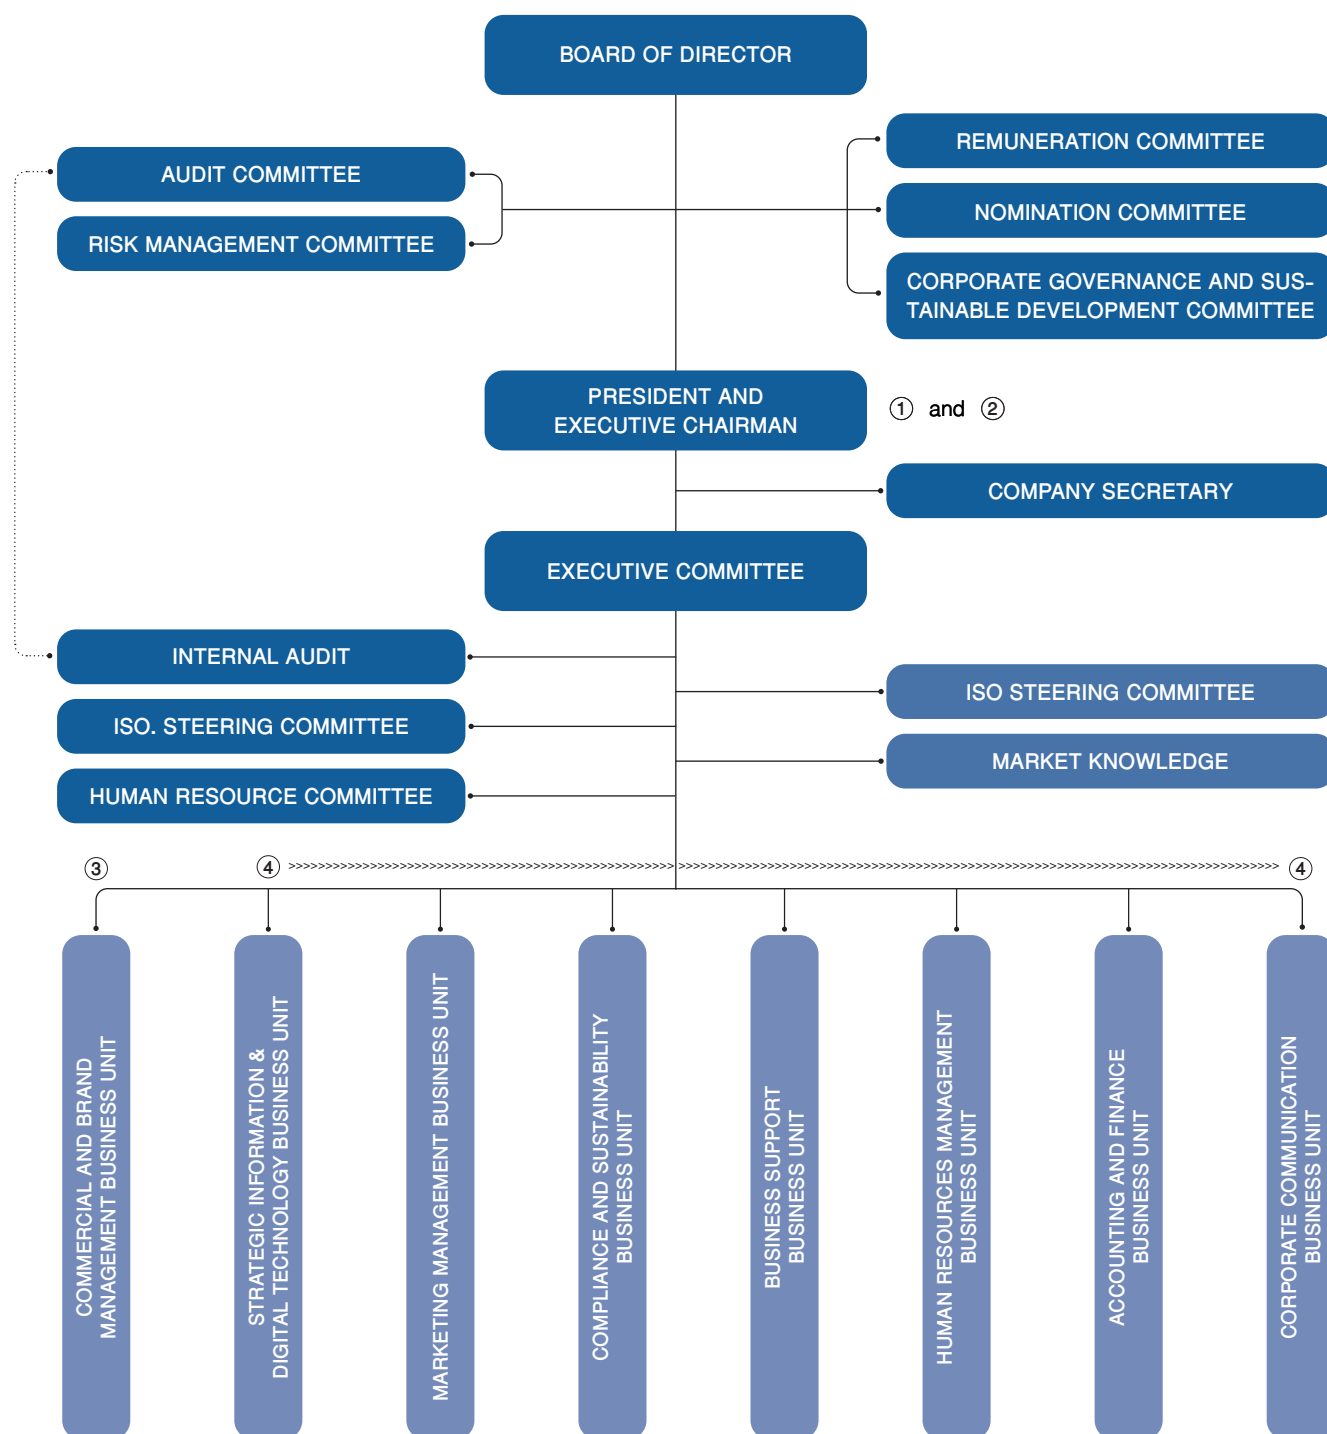 BOARD OF DIRECTOR
AUDIT COMMITTEE
RISK MANAGEMENT COMMITTEE
REMUNERATION COMMITTEE
NOMINATION COMMITTEE
CORPORATE GOVERNANCE AND SUS-
TAINABLE DEVELOPMENT COMMITTEE
PRESIDENT AND
EXECUTIVE CHAIRMAN
① and ②
COMPANY SECRETARY
EXECUTIVE COMMITTEE
INTERNAL AUDIT
ISO. STEERING COMMITTEE
HUMAN RESOURCE COMMITTEE
ISO STEERING COMMITTEE
MARKET KNOWLEDGE
③
④
④
COMMERCIAL AND BRAND
MANAGEMENT BUSINESS UNIT
STRATEGIC INFORMATION &
DIGITAL TECHNOLOGY BUSINESS UNIT
MARKETING MANAGEMENT BUSINESS UNIT
COMPLIANCE AND SUSTAINABILITY
BUSINESS UNIT
BUSINESS SUPPORT
BUSINESS UNIT
HUMAN RESOURCES MANAGEMENT
BUSINESS UNIT
ACCOUNTING AND FINANCE
BUSINESS UNIT
CORPORATE COMMUNICATION
BUSINESS UNIT